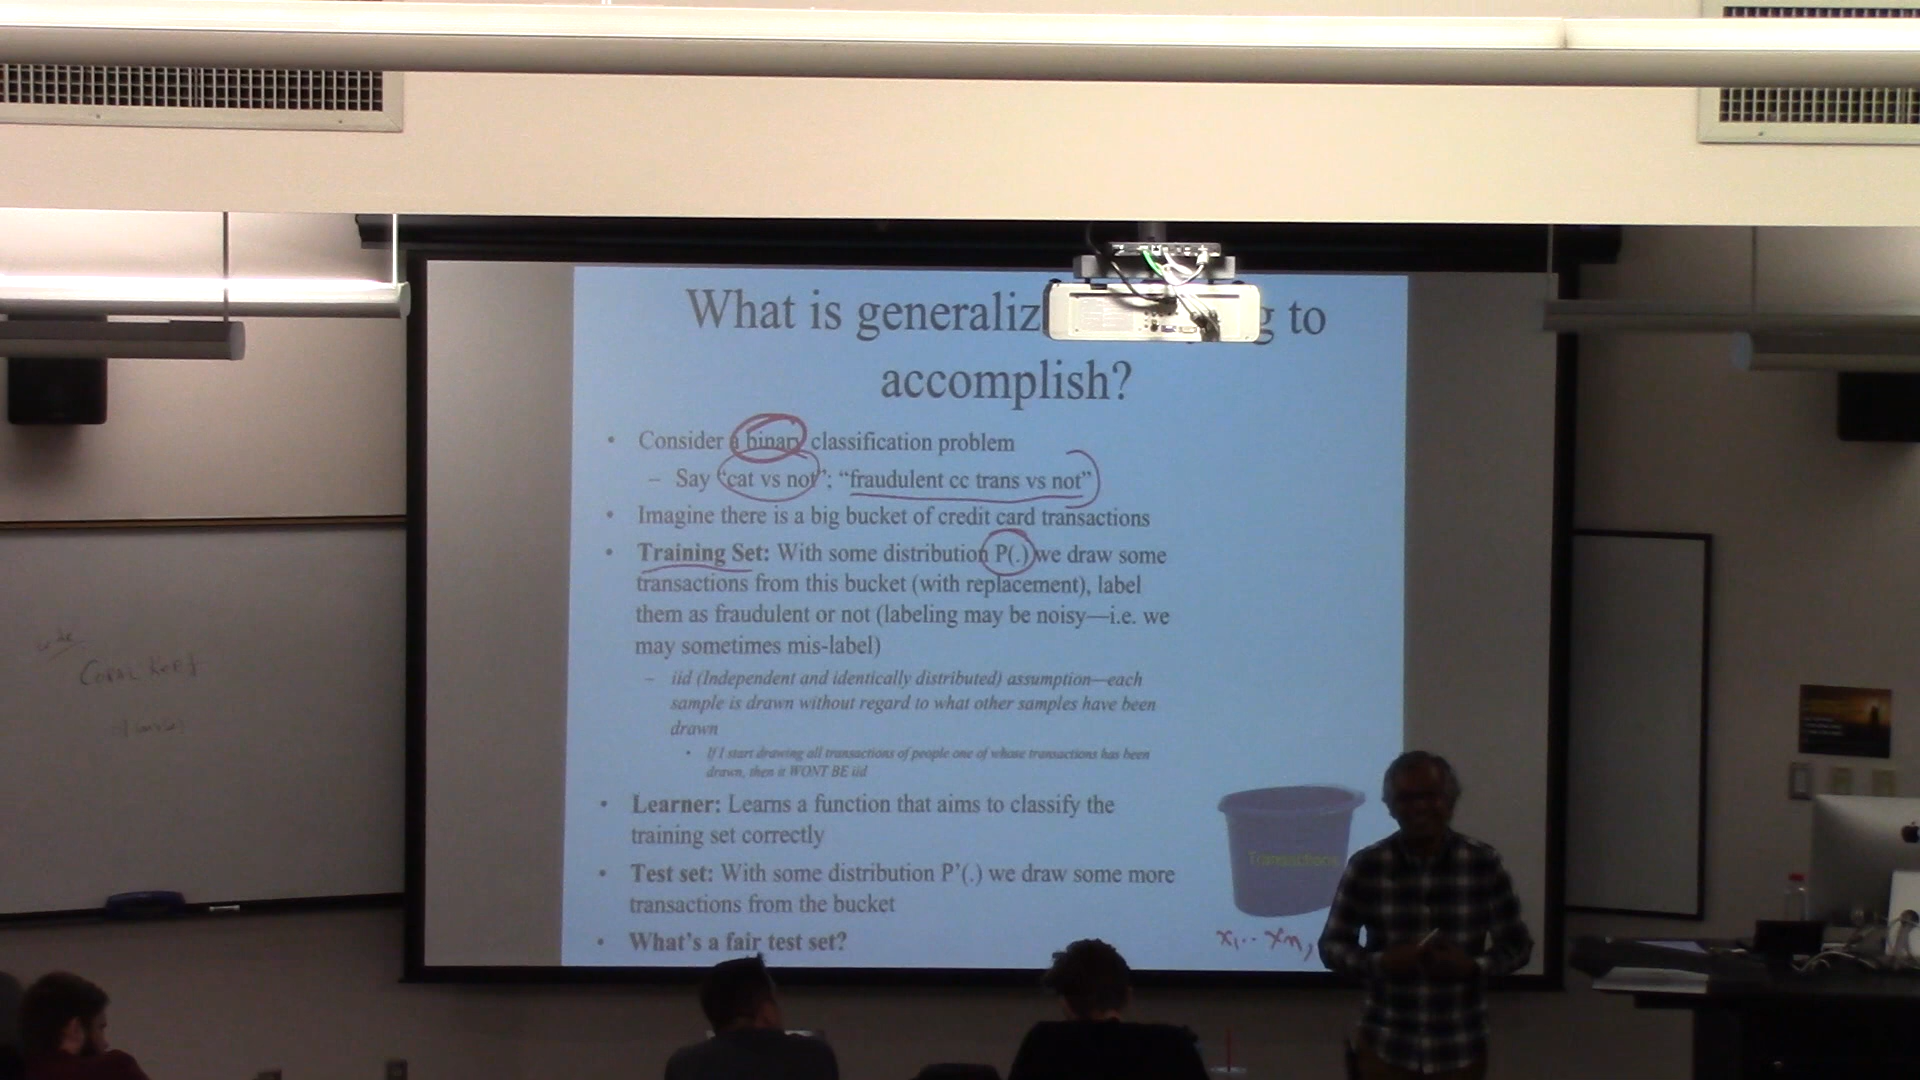 What is generaliz g to
accomplish?
• Consider a binary classification problem
– Say “cat vs not”; “fraudulent cc trans vs not”
• Imagine there is a big bucket of credit card transactions
• Training Set: With some distribution P(.) we draw some
transactions from this bucket (with replacement), label
them as fraudulent or not (labeling may be noisy—i.e. we
may sometimes mis-label)
– iid (Independent and identically distributed) assumption—each
sample is drawn without regard to what other samples have been
drawn
• If I start drawing all transactions of people one of whose transactions has been
drawn, then it WONT BE iid
• Learner: Learns a function that aims to classify the
training set correctly
• Test set: With some distribution P’(.) we draw some more
transactions from the bucket
• What’s a fair test set?
Transactions
x1.. xn,